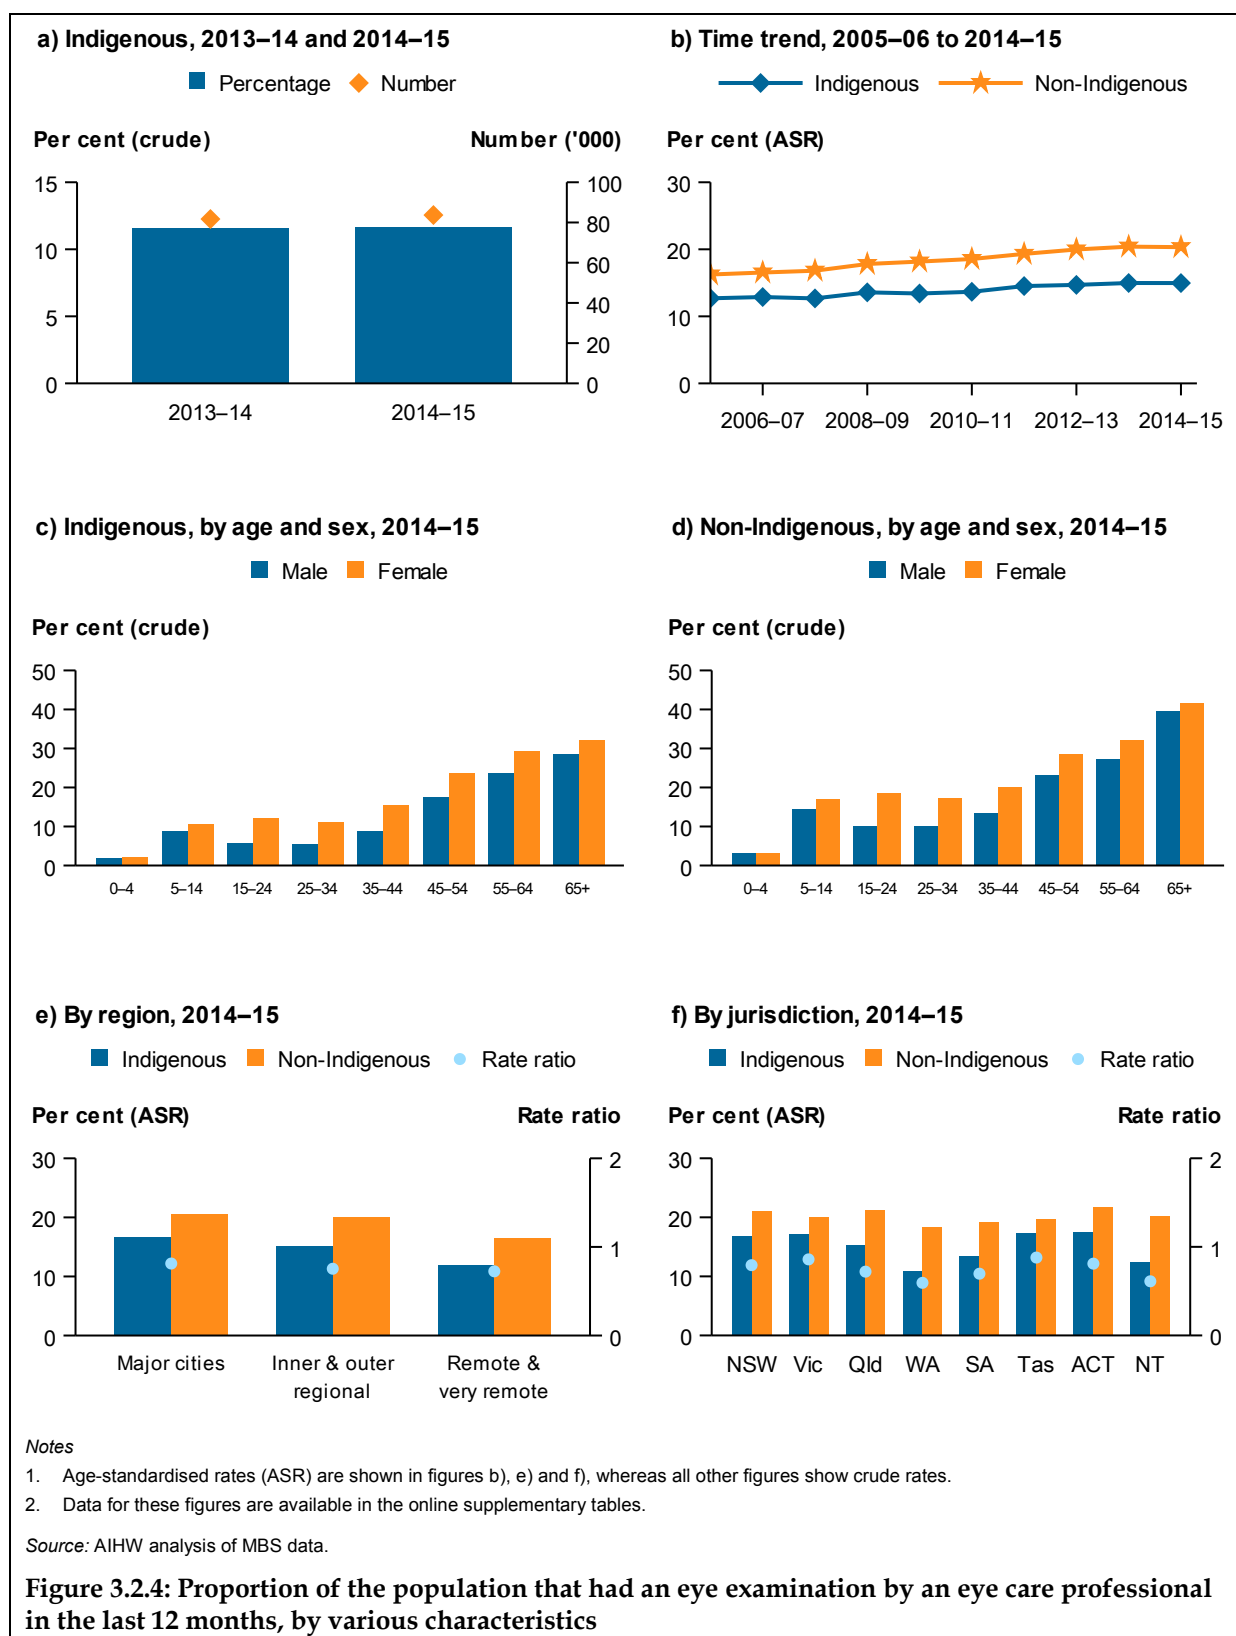 a) Indigenous, 2013–14 and 2014–15
Percentage Number
Per cent (crude) Number ('000)
15 100
80
10
60
5 40
20
0 0
2013–14 2014–15
b) Time trend, 2005–06 to 2014–15
Indigenous Non-Indigenous
Per cent (ASR)
30
20
10
0
2006–07 2008–09 2010–11 2012–13 2014–15
c) Indigenous, by age and sex, 2014–15
Male Female
Per cent (crude)
50
40
30
20
10
0
0–4 5–14 15–24 25–34 35–44 45–54 55–64 65+
d) Non-Indigenous, by age and sex, 2014–15
Male Female
Per cent (crude)
50
40
30
20
10
0
0–4 5–14 15–24 25–34 35–44 45–54 55–64 65+
e) By region, 2014–15
Indigenous Non-Indigenous Rate ratio
Per cent (ASR) Rate ratio
30 2
20
1
10
0 0
Major cities Inner & outer Remote &
regional very remote
f) By jurisdiction, 2014–15
Indigenous Non-Indigenous Rate ratio
Per cent (ASR) Rate ratio
30 2
20
1
10
0 0
NSW Vic Qld WA SA Tas ACT NT
Notes
1. Age-standardised rates (ASR) are shown in figures b), e) and f), whereas all other figures show crude rates.
2. Data for these figures are available in the online supplementary tables.
Source: AIHW analysis of MBS data.
Figure 3.2.4: Proportion of the population that had an eye examination by an eye care professional
in the last 12 months, by various characteristics